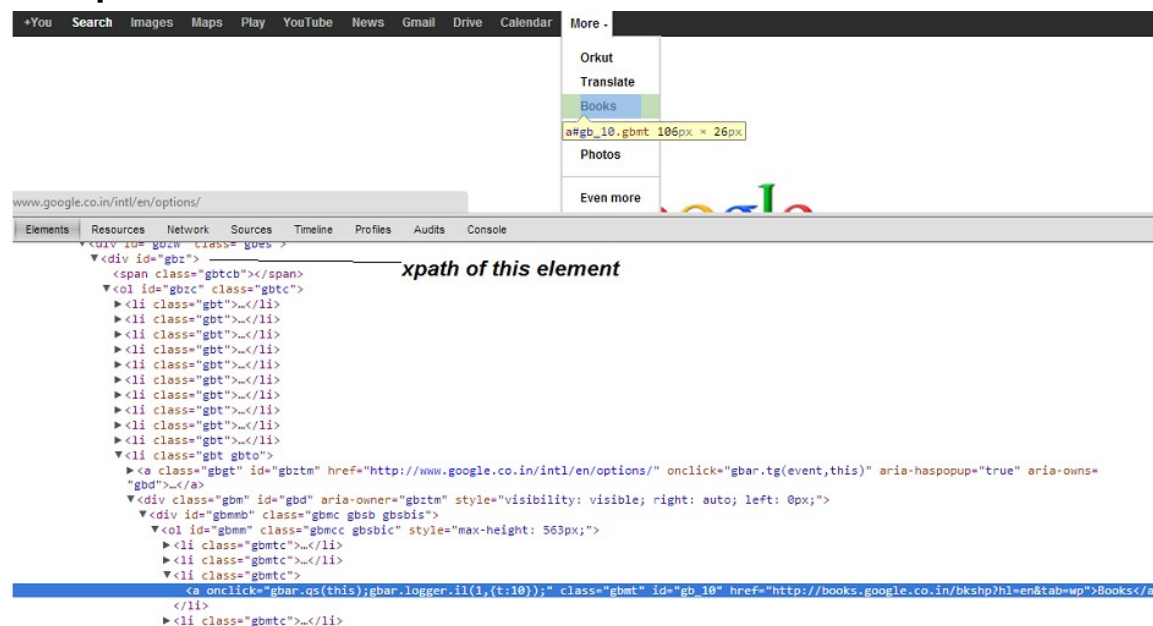 +You Search Images Maps Play YouTube News Gmail Drive Calendar More -
Orkut
Translate
Books
a#gb_10.gbmt 106px × 26px
Photos
Even more
www.google.co.in/intl/en/options/
Elements Resources Network Sources Timeline Profiles Audits Console
▼<div id="gbz">
xpath of this element
<span class="gbtcb"></span>
▼<ol id="gbzc" class="gbtc">
▶<li class="gbt">…</li>
▶<li class="gbt">…</li>
▶<li class="gbt">…</li>
▶<li class="gbt">…</li>
▶<li class="gbt">…</li>
▶<li class="gbt">…</li>
▶<li class="gbt">…</li>
▶<li class="gbt">…</li>
▶<li class="gbt">…</li>
▶<li class="gbt">…</li>
▼<li class="gbt gbto">
▶<a class="gbgt" id="gbztm" href="http://www.google.co.in/intl/en/options/" onclick="gbar.tg(event,this)" aria-haspopup="true" aria-owns=
"gbd">…</a>
▼<div class="gbm" id="gbd" aria-owner="gbztm" style="visibility: visible; right: auto; left: 0px;">
▼<div id="gbmmb" class="gbmc gbsb gbsbis">
▼<ol id="gbmm" class="gbmcc gbsbic" style="max-height: 563px;">
▶<li class="gbmtc">…</li>
▶<li class="gbmtc">…</li>
▼<li class="gbmtc">
<a onclick="gbar.qs(this);gbar.logger.il(1,{t:10});" class="gbmt" id="gb_10" href="http://books.google.co.in/bkshp?hl=en&tab=wp">Books</a
</li>
▶<li class="gbmtc">…</li>